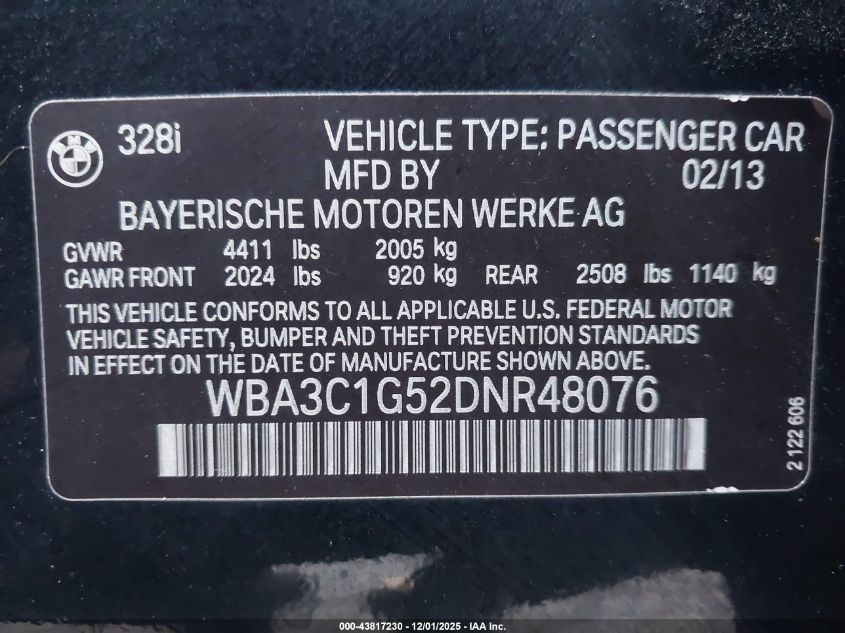 BMW 328i VEHICLE TYPE: PASSENGER CAR
MFD BY 02/13
BAYERISCHE MOTOREN WERKE AG
GVWR 4411 lbs 2005 kg
GAWR FRONT 2024 lbs 920 kg REAR 2508 lbs 1140 kg
THIS VEHICLE CONFORMS TO ALL APPLICABLE U.S. FEDERAL MOTOR
VEHICLE SAFETY, BUMPER AND THEFT PREVENTION STANDARDS
IN EFFECT ON THE DATE OF MANUFACTURE SHOWN ABOVE.
WBA3C1G52DNR48076
2 122 606
000-43817230 - 12/01/2025 - IAA Inc.